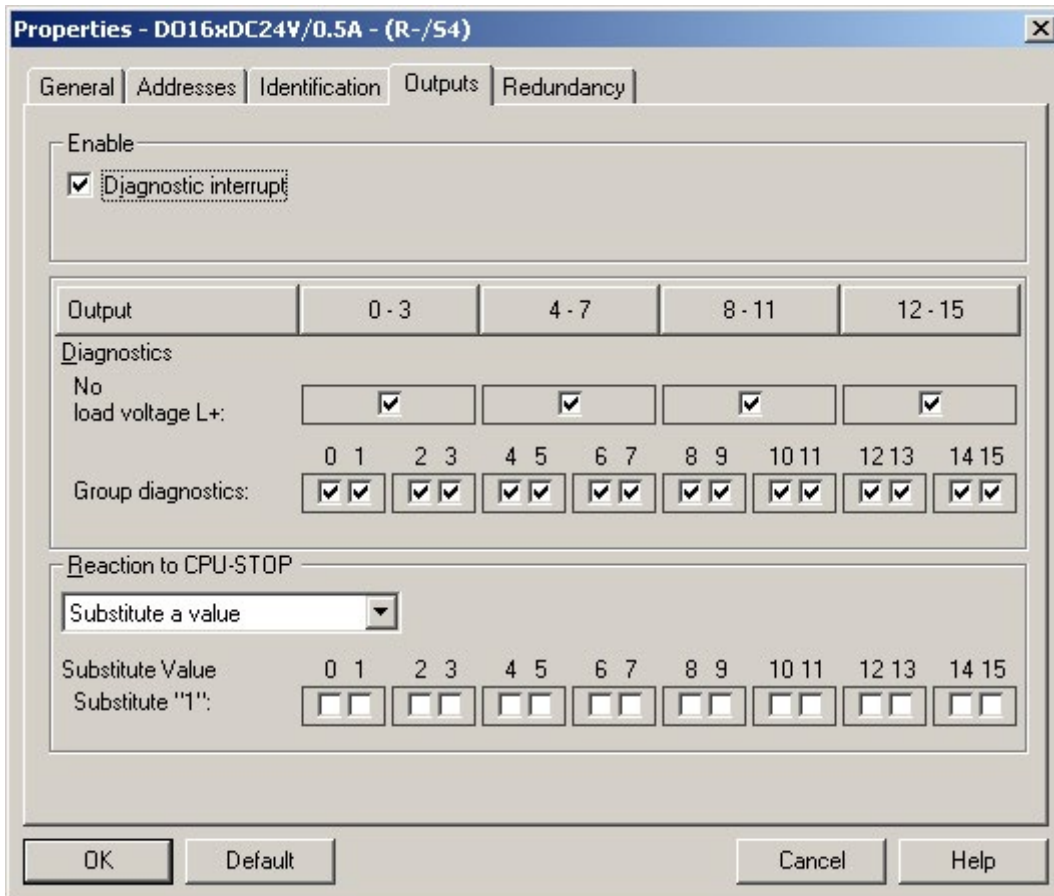 Properties - DO16xDC24V/0.5A - (R-/S4)
General Addresses Identification Outputs Redundancy
Enable
Diagnostic interrupt
Output 0 - 3 4 - 7 8 - 11 12 - 15
Diagnostics
No
load voltage L+:
0 1 2 3 4 5 6 7 8 9 10 11 12 13 14 15
Group diagnostics:
Reaction to CPU-STOP
Substitute a value
Substitute Value 0 1 2 3 4 5 6 7 8 9 10 11 12 13 14 15
Substitute "1":
OK Default Cancel Help